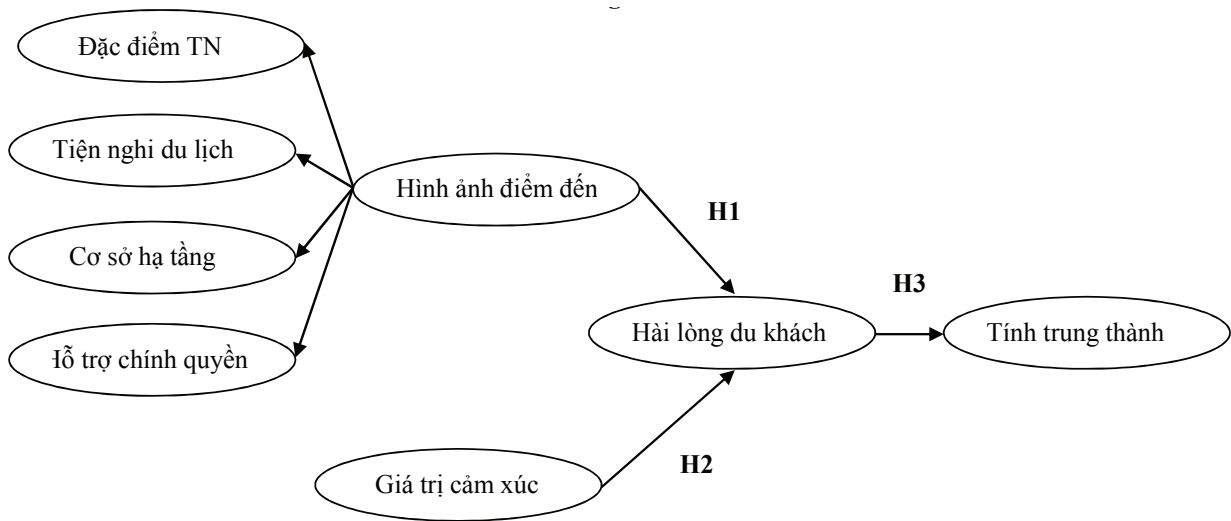 Đặc điểm TN
Tiện nghi du lịch
Hình ảnh điểm đến
H1
Cơ sở hạ tầng
H3
Hài lòng du khách
Tính trung thành
chính quyền
trợ
H2
Giá trị cảm xúc